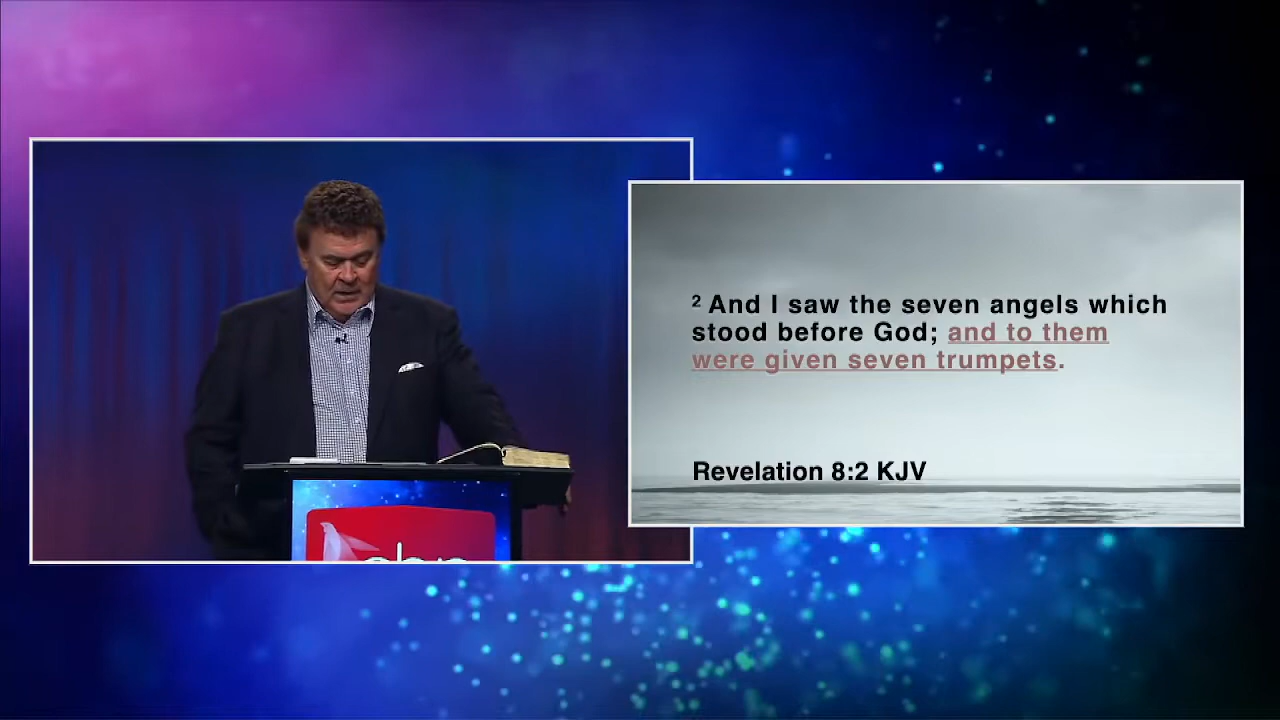 ² And I saw the seven angels which
stood before God; and to them
were given seven trumpets.
Revelation 8:2 KJV